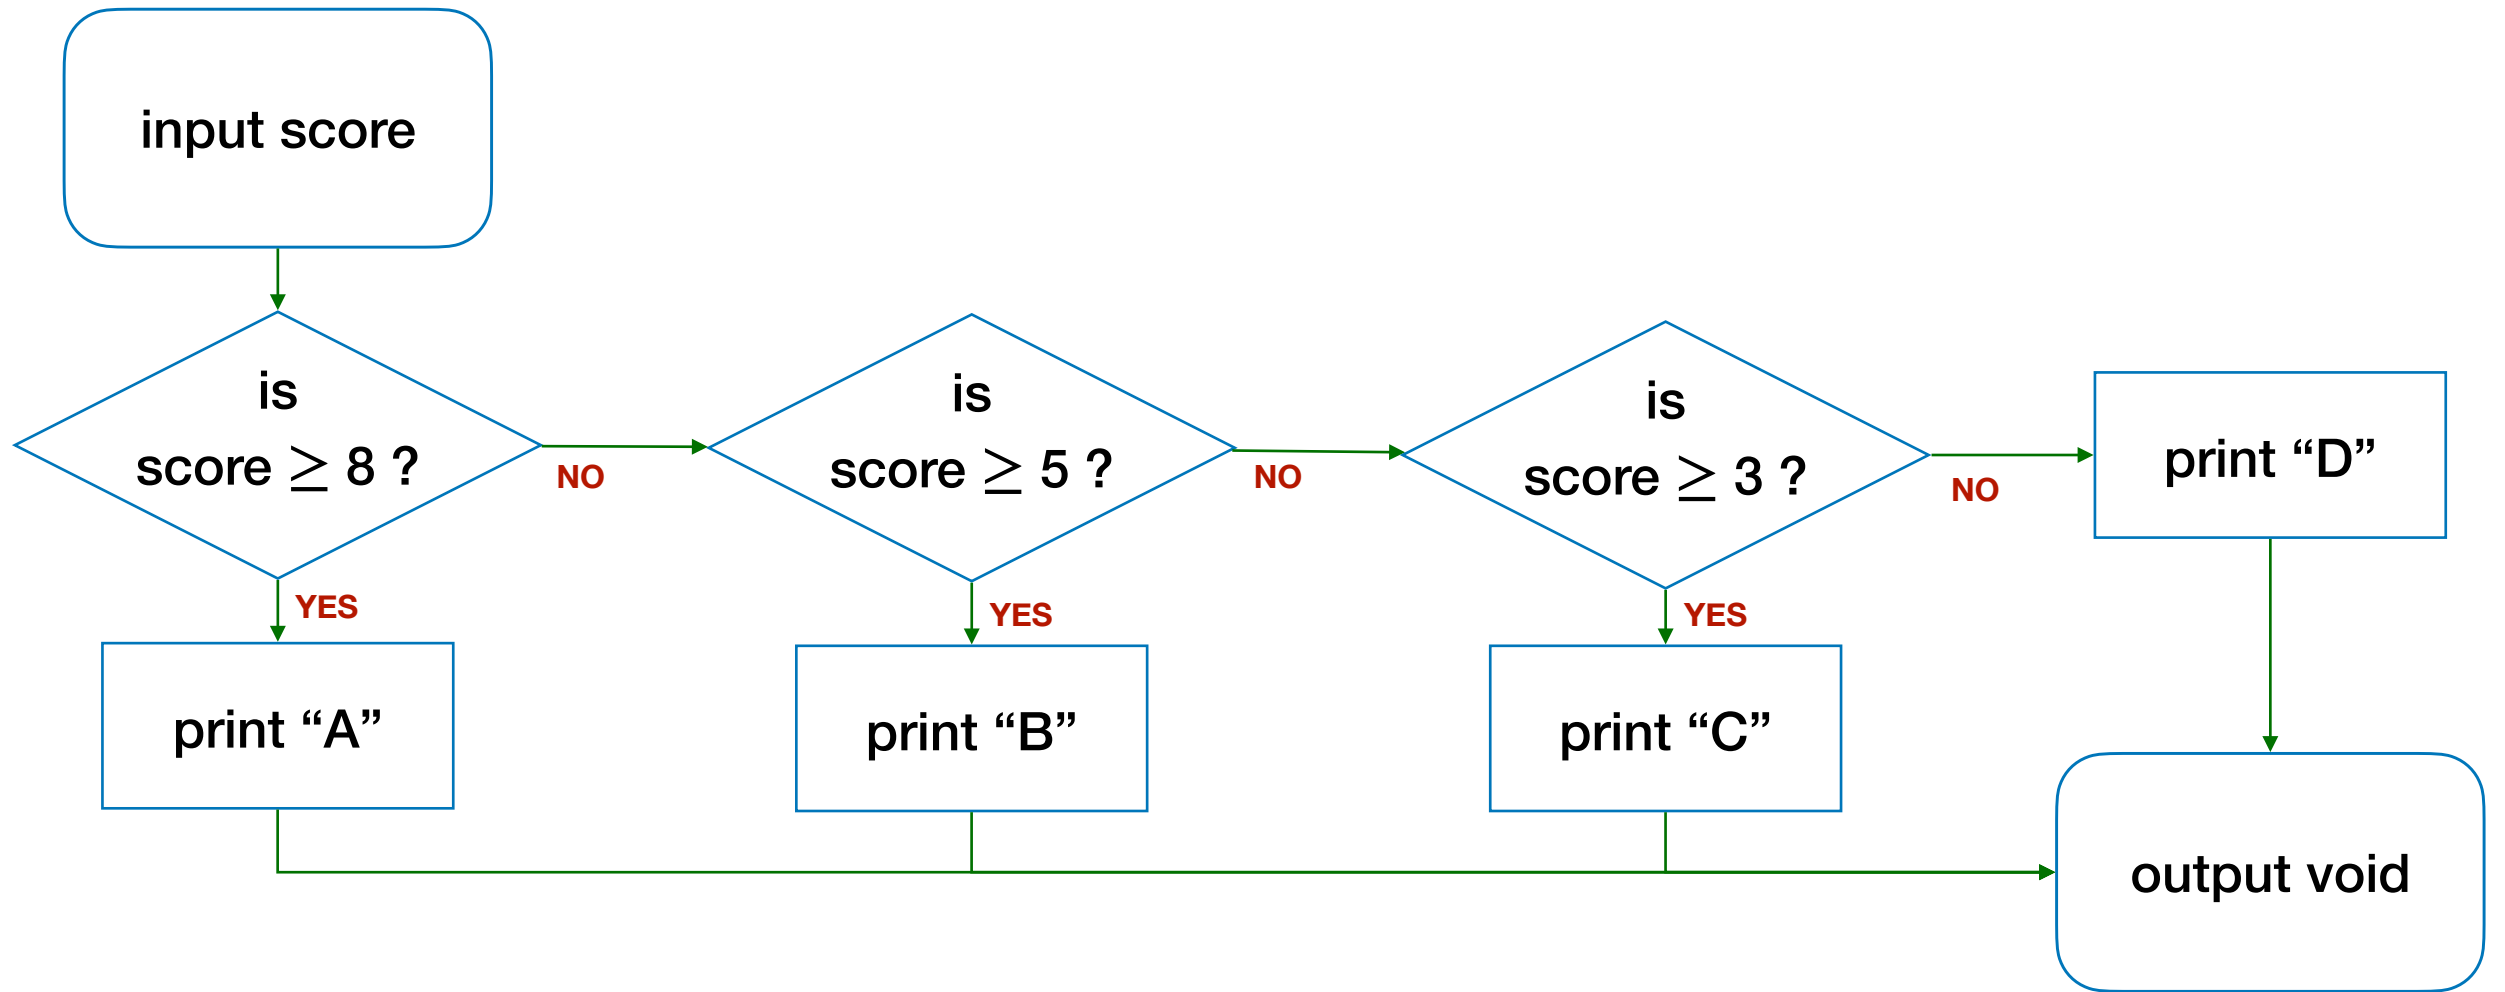 input score
is
score ≥ 8 ?
NO
YES
print “A”
is
score ≥ 5 ?
NO
YES
print “B”
is
score ≥ 3 ?
NO
YES
print “C”
print “D”
output void